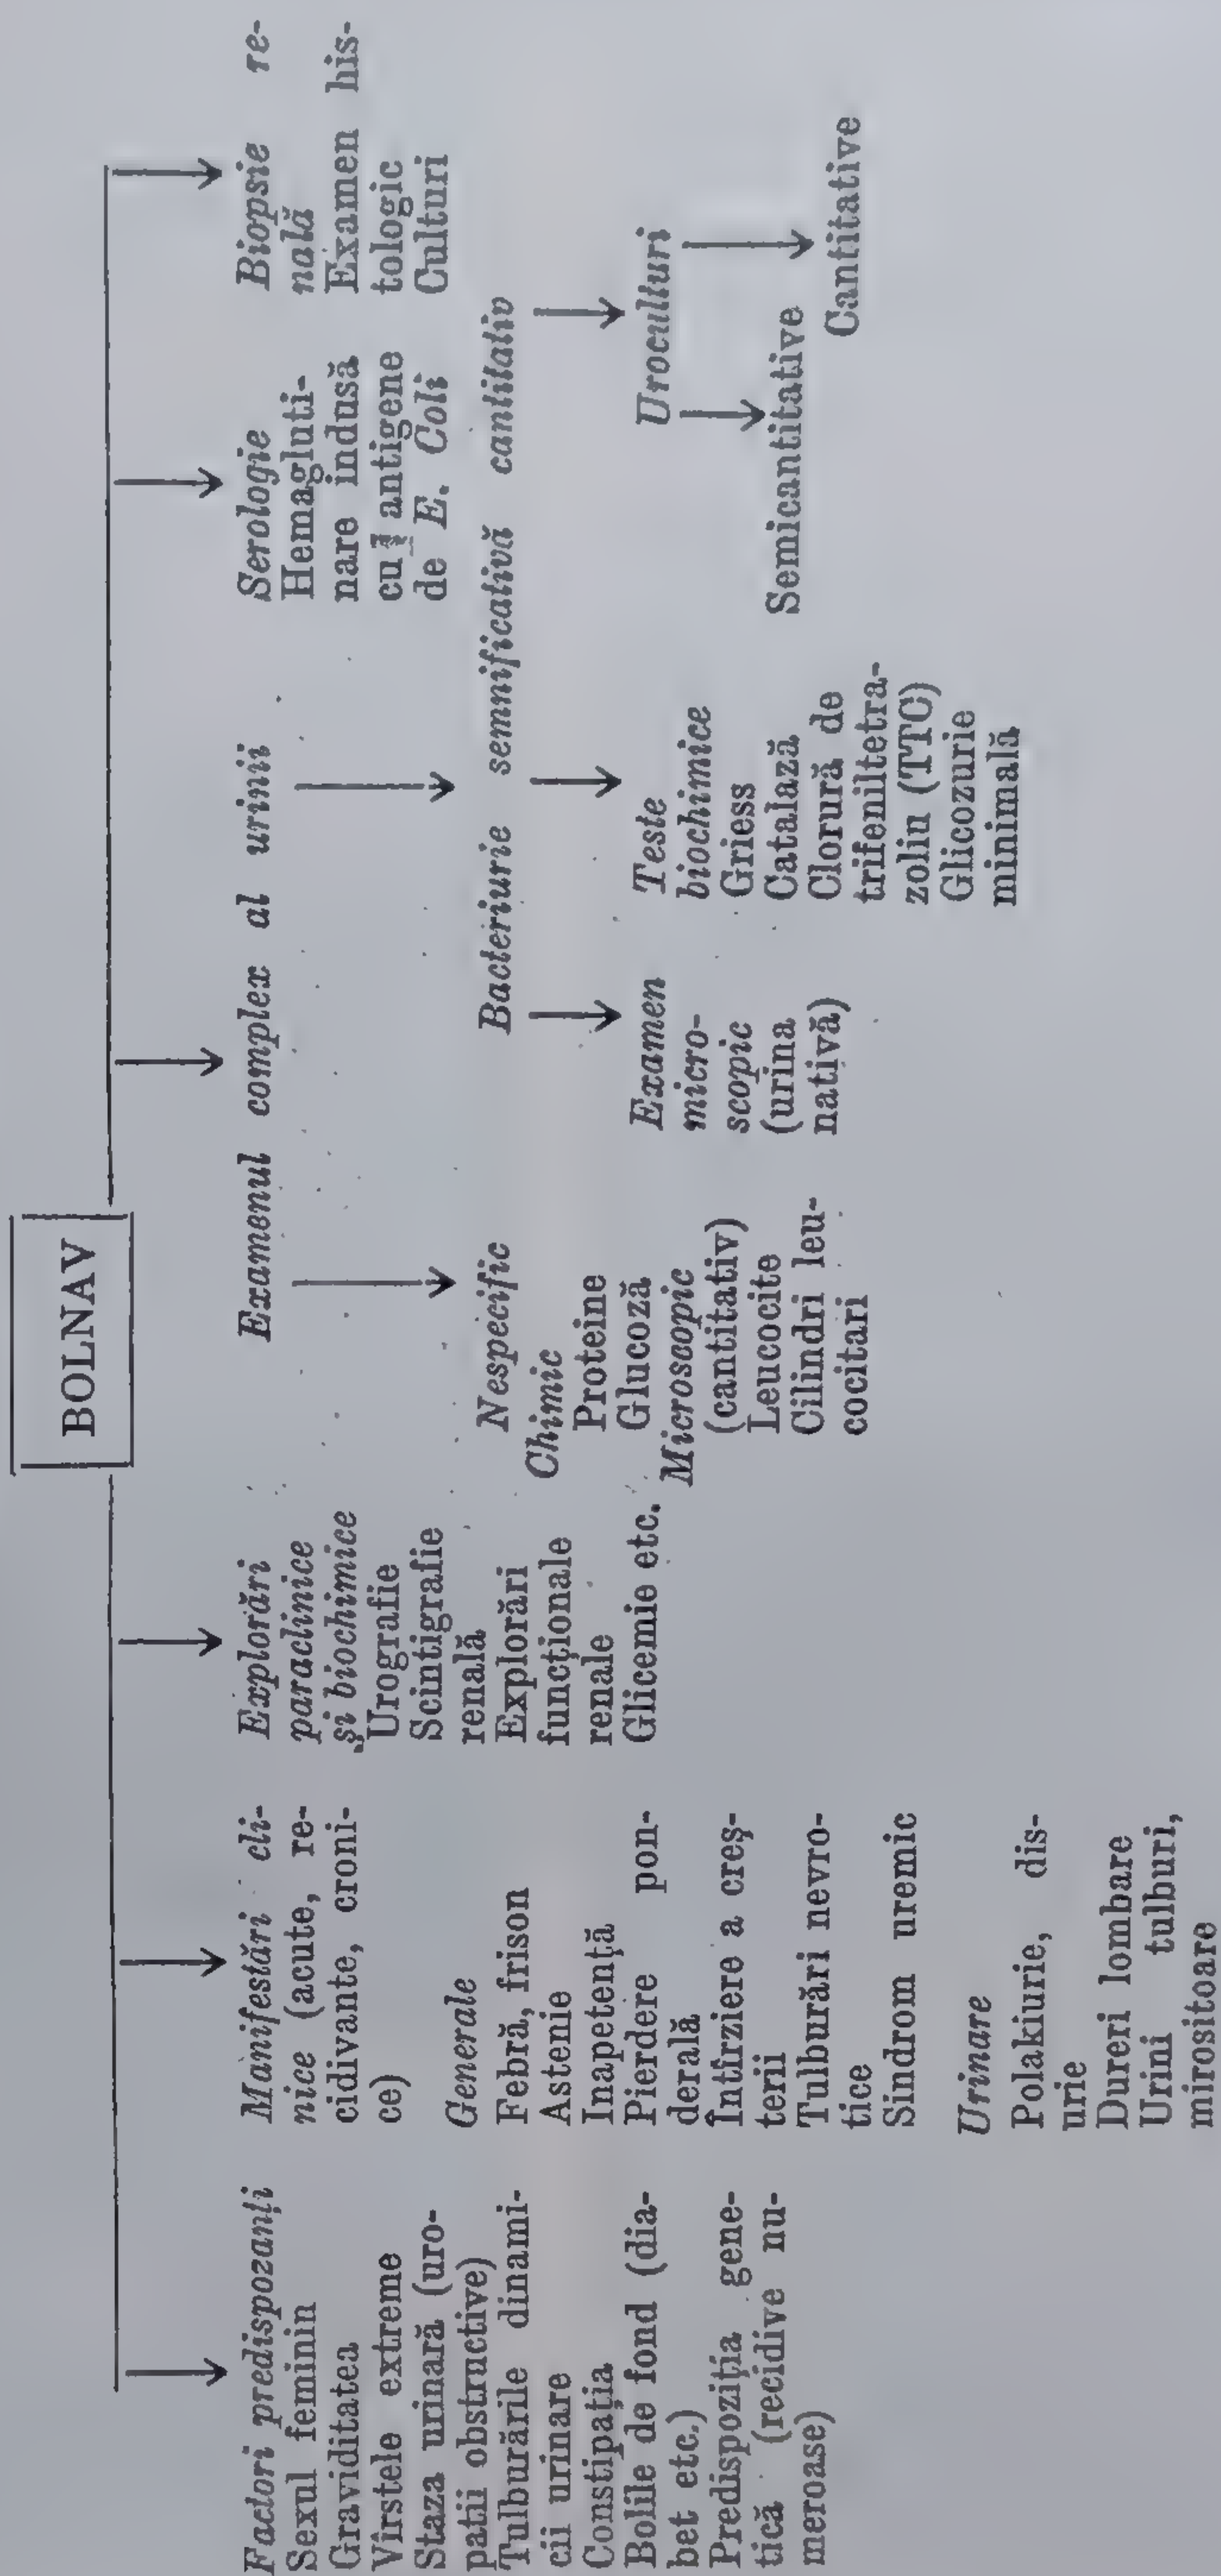 BOLNAV
Factori predispozanți
Sexul feminin
Graviditatea
Vîrstele extreme
Staza urinară (uro-
patii obstructive)
Tulburările dinami-
cii urinare
Constipația
Bolile de fond (dia-
bet etc.)
Predispoziția gene-
tică (recidive nu-
meroase)
Manifestări cli-
nice (acute, re-
cidivante, croni-
ce)
Generale
Febră, frison
Astenie
Inapetență
Pierdere pon-
derală
Întîrziere a creș-
terii
Tulburări nevro-
tice
Sindrom uremic
Urinare
Polakiurie, dis-
urie
Dureri lombare
Urini tulburi,
mirositoare
Explorări
paraclinice
și biochimice
Urografie
Scintigrafie
renală
Explorări
funcționale
renale
Glicemie etc.
Examenul complex al urinii
Nespecific
Chimic
Proteine
Glucoză
Microscopic
(cantitativ)
Leucocite
Cilindri leu-
cocitari
Bacteriurie semnificativă cantitativ
Examen
micro-
scopic
(urina
nativă)
Teste
biochimice
Griess
Catalază
Clorură de
trifeniltetra-
zoliu (TTC)
Glicozurie
minimală
Uroculturi
Semicantitative
Cantitative
Serologie
Hemagluti-
nare indusă
cu antigene
de E. Coli
Biopsie re-
nală
Examen his-
tologic
Culturi